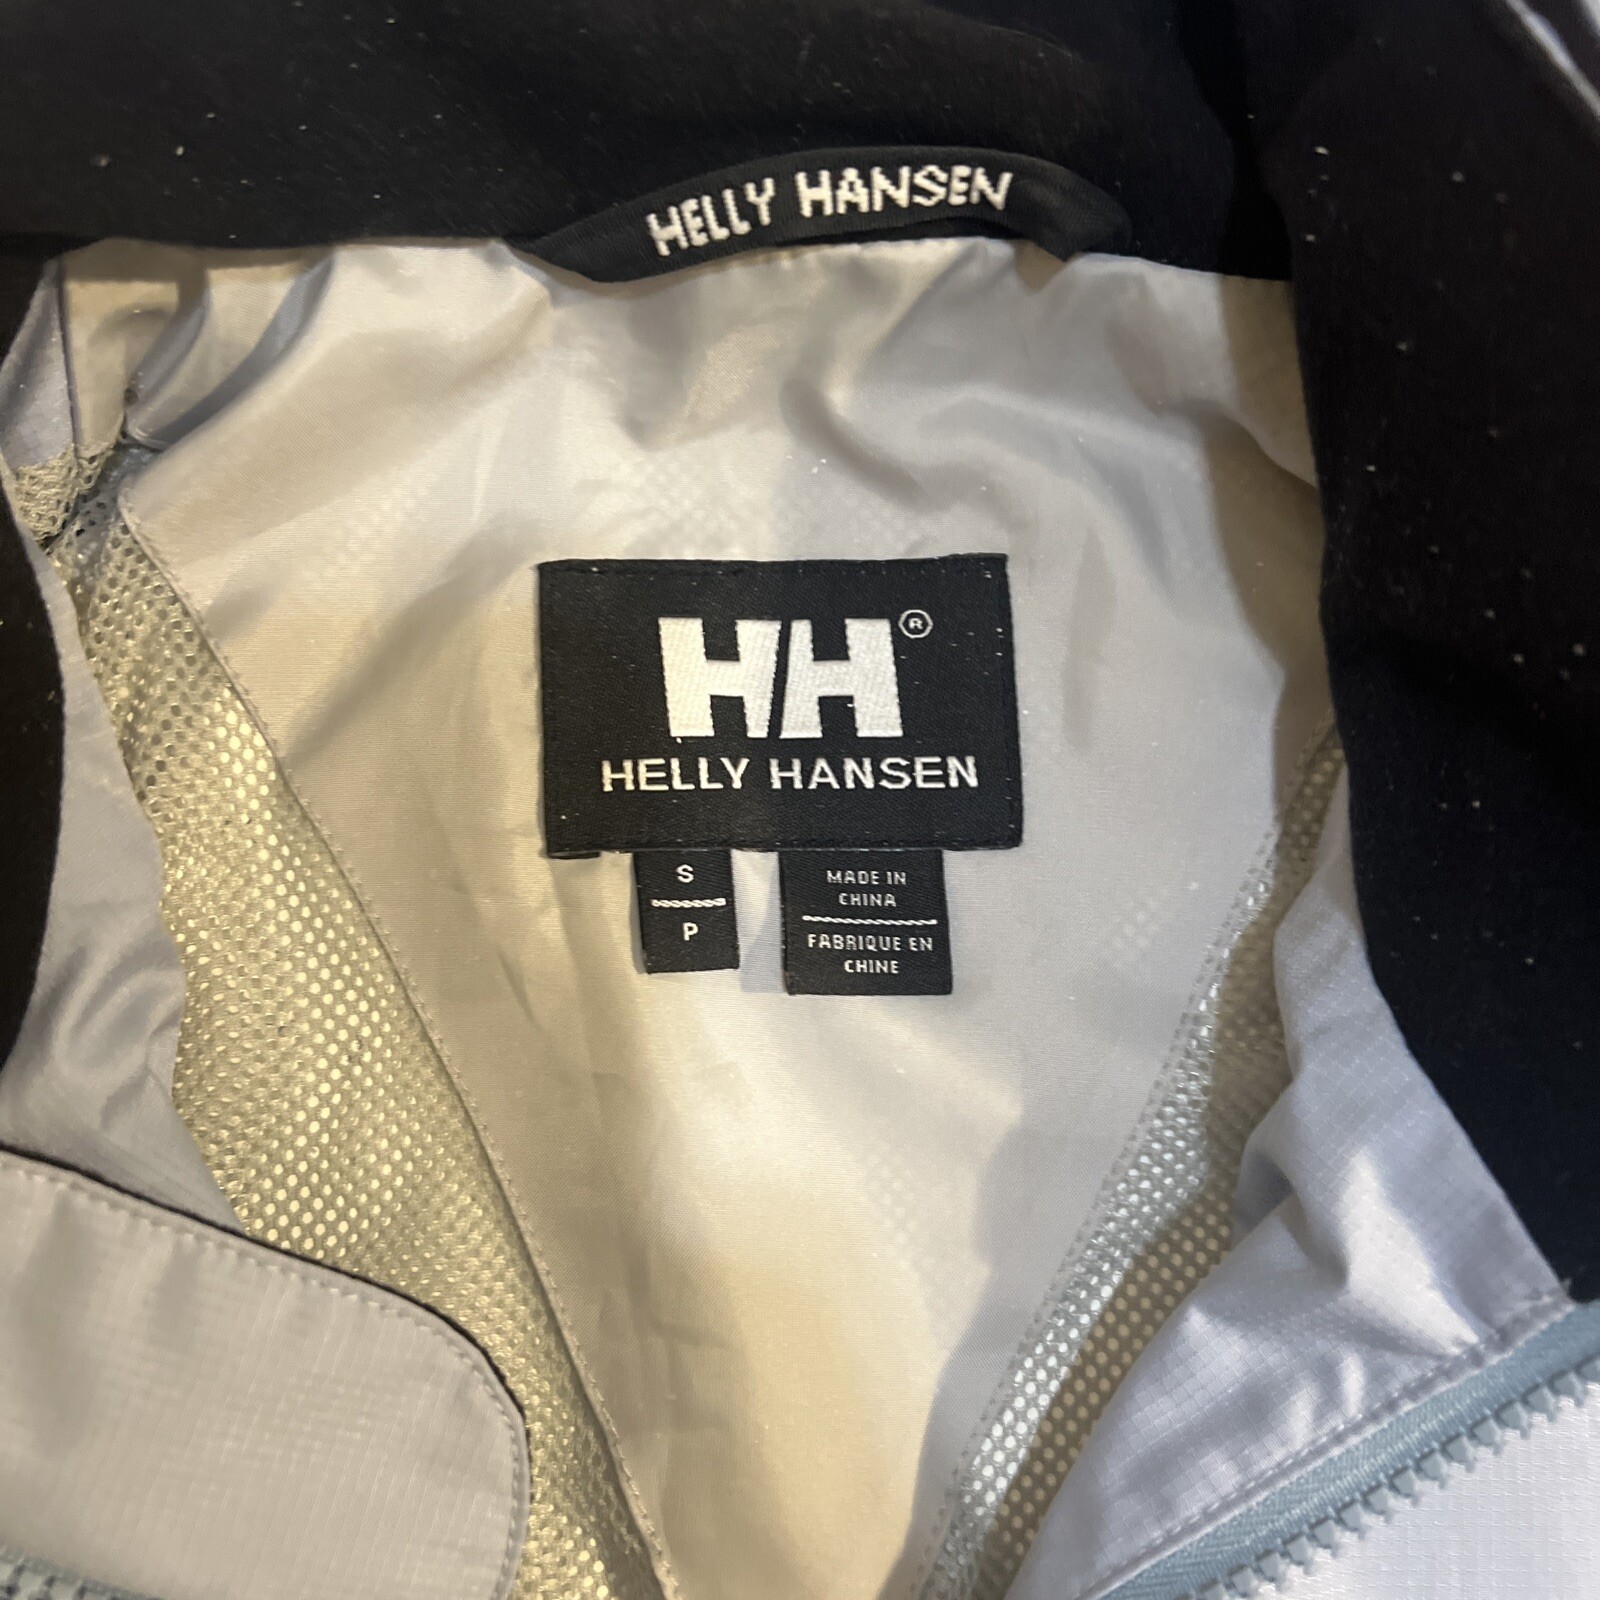 HELLY HANSEN
HH®
HELLY HANSEN
S
P
MADE IN
CHINA
FABRIQUE EN
CHINE